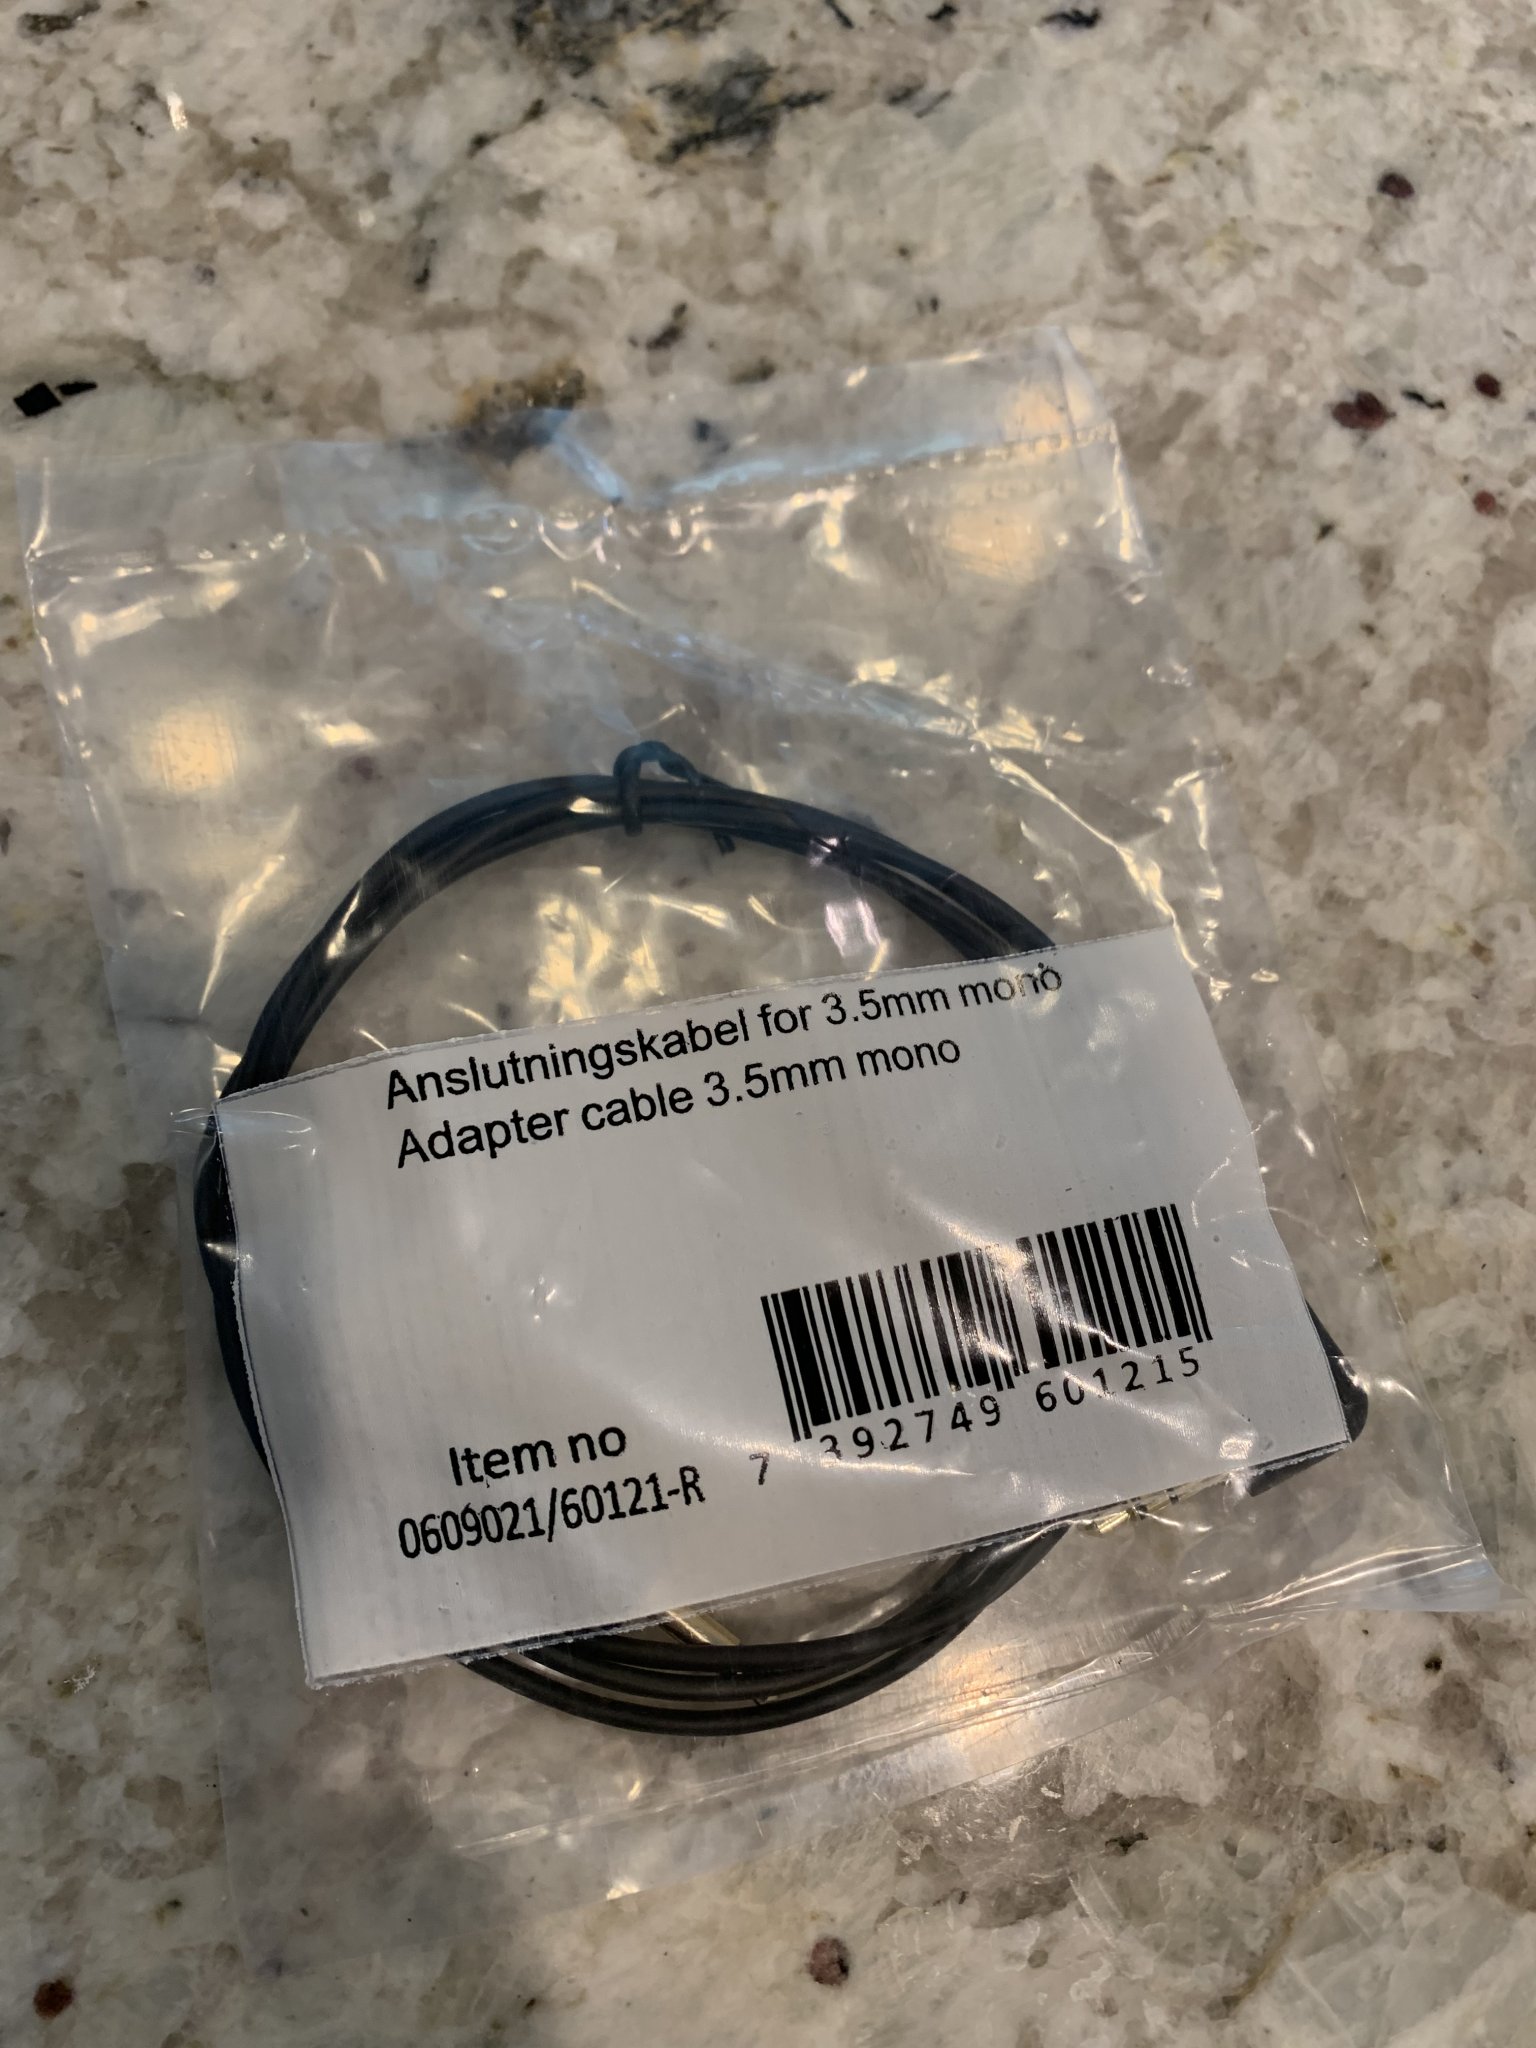 Anslutningskabel for 3.5mm mono
Adapter cable 3.5mm mono
Item no
0609021/60121-R
7 392749 601215